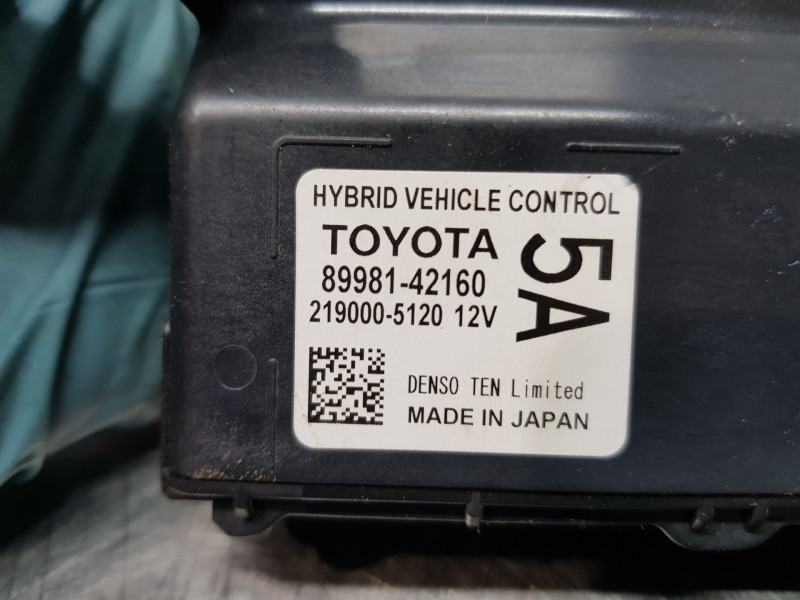 HYBRID VEHICLE CONTROL
TOYOTA
89981-42160
219000-5120 12V
5A
DENSO TEN Limited
MADE IN JAPAN